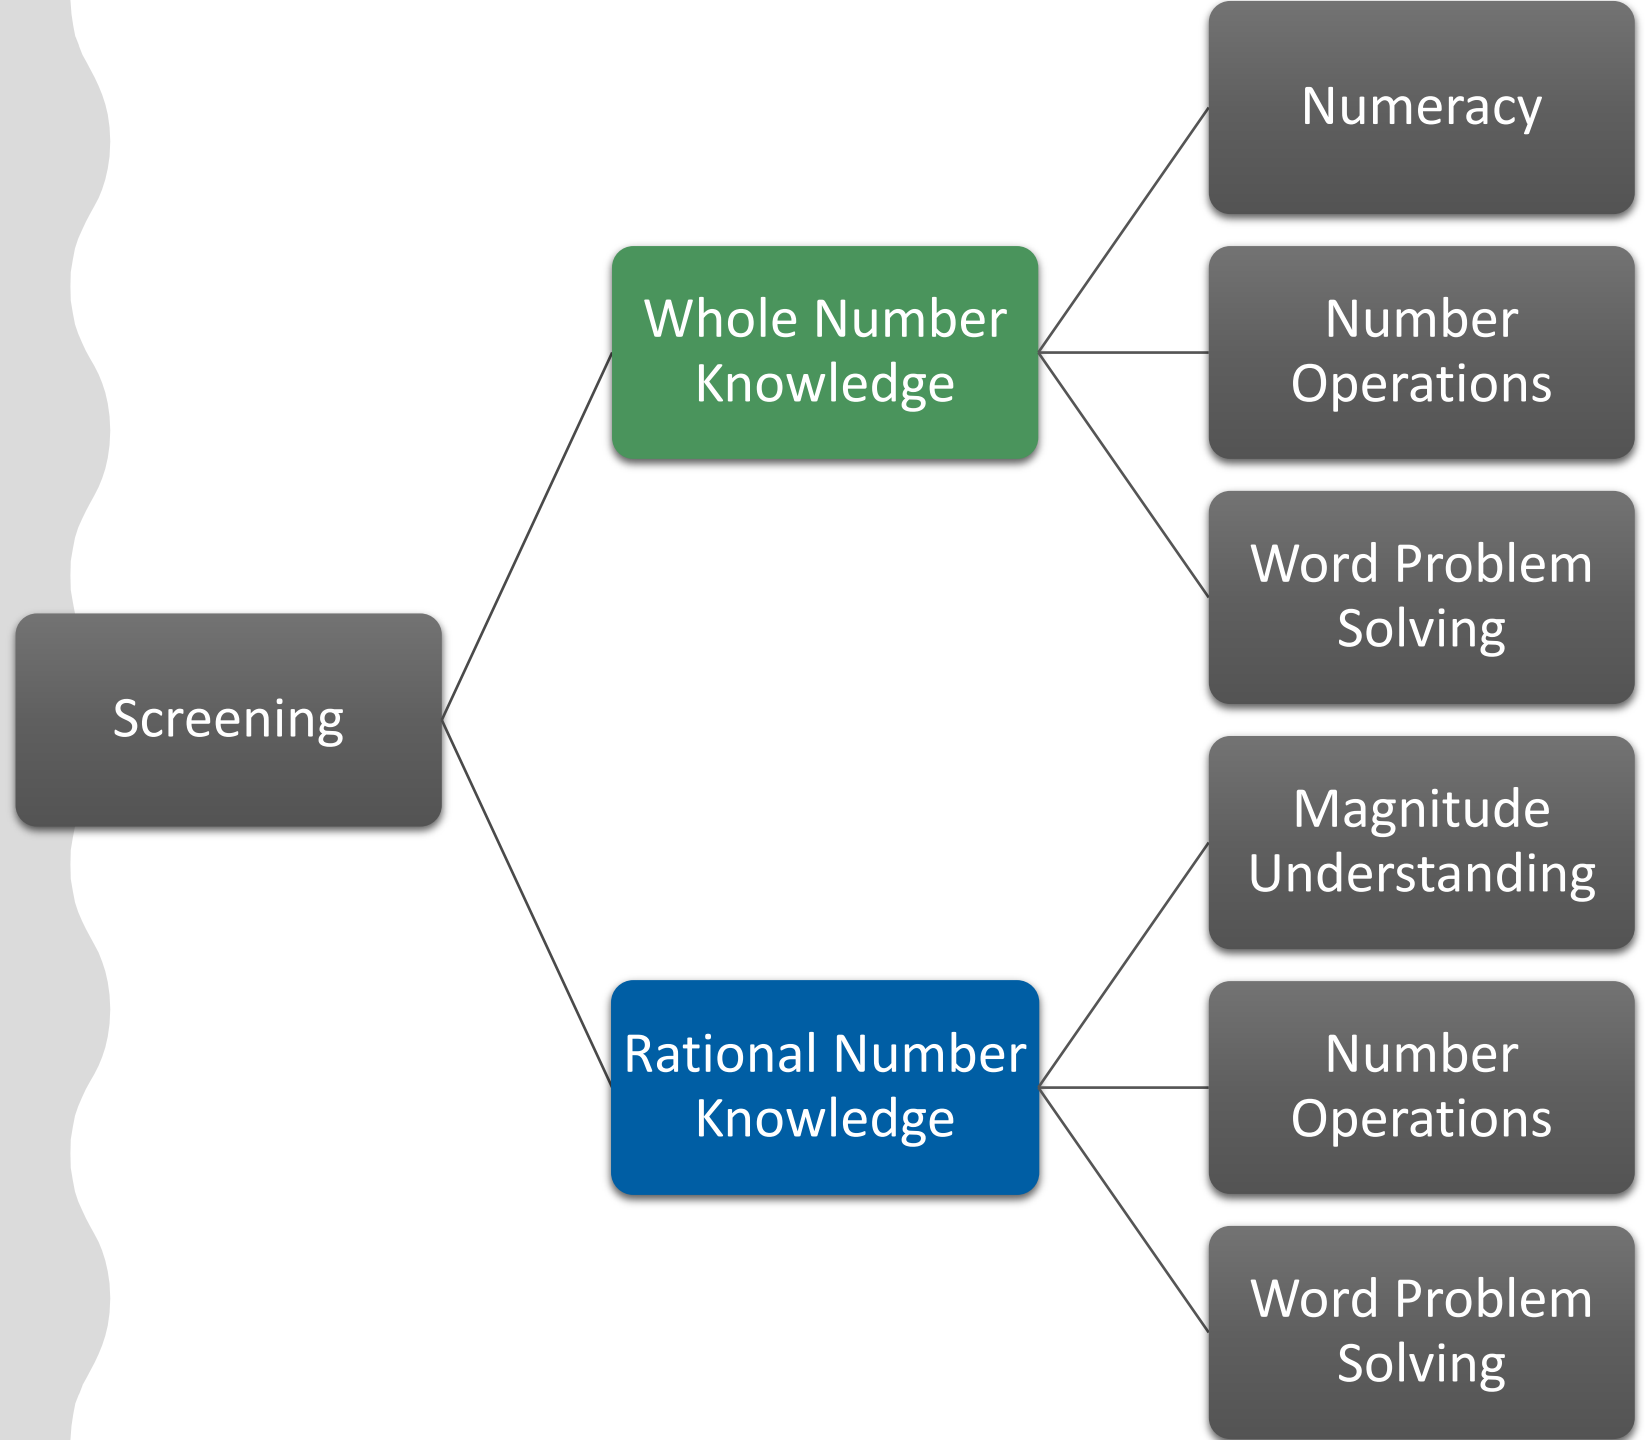 Screening
Whole Number
Knowledge
Numeracy
Number
Operations
Word Problem
Solving
Rational Number
Knowledge
Magnitude
Understanding
Number
Operations
Word Problem
Solving